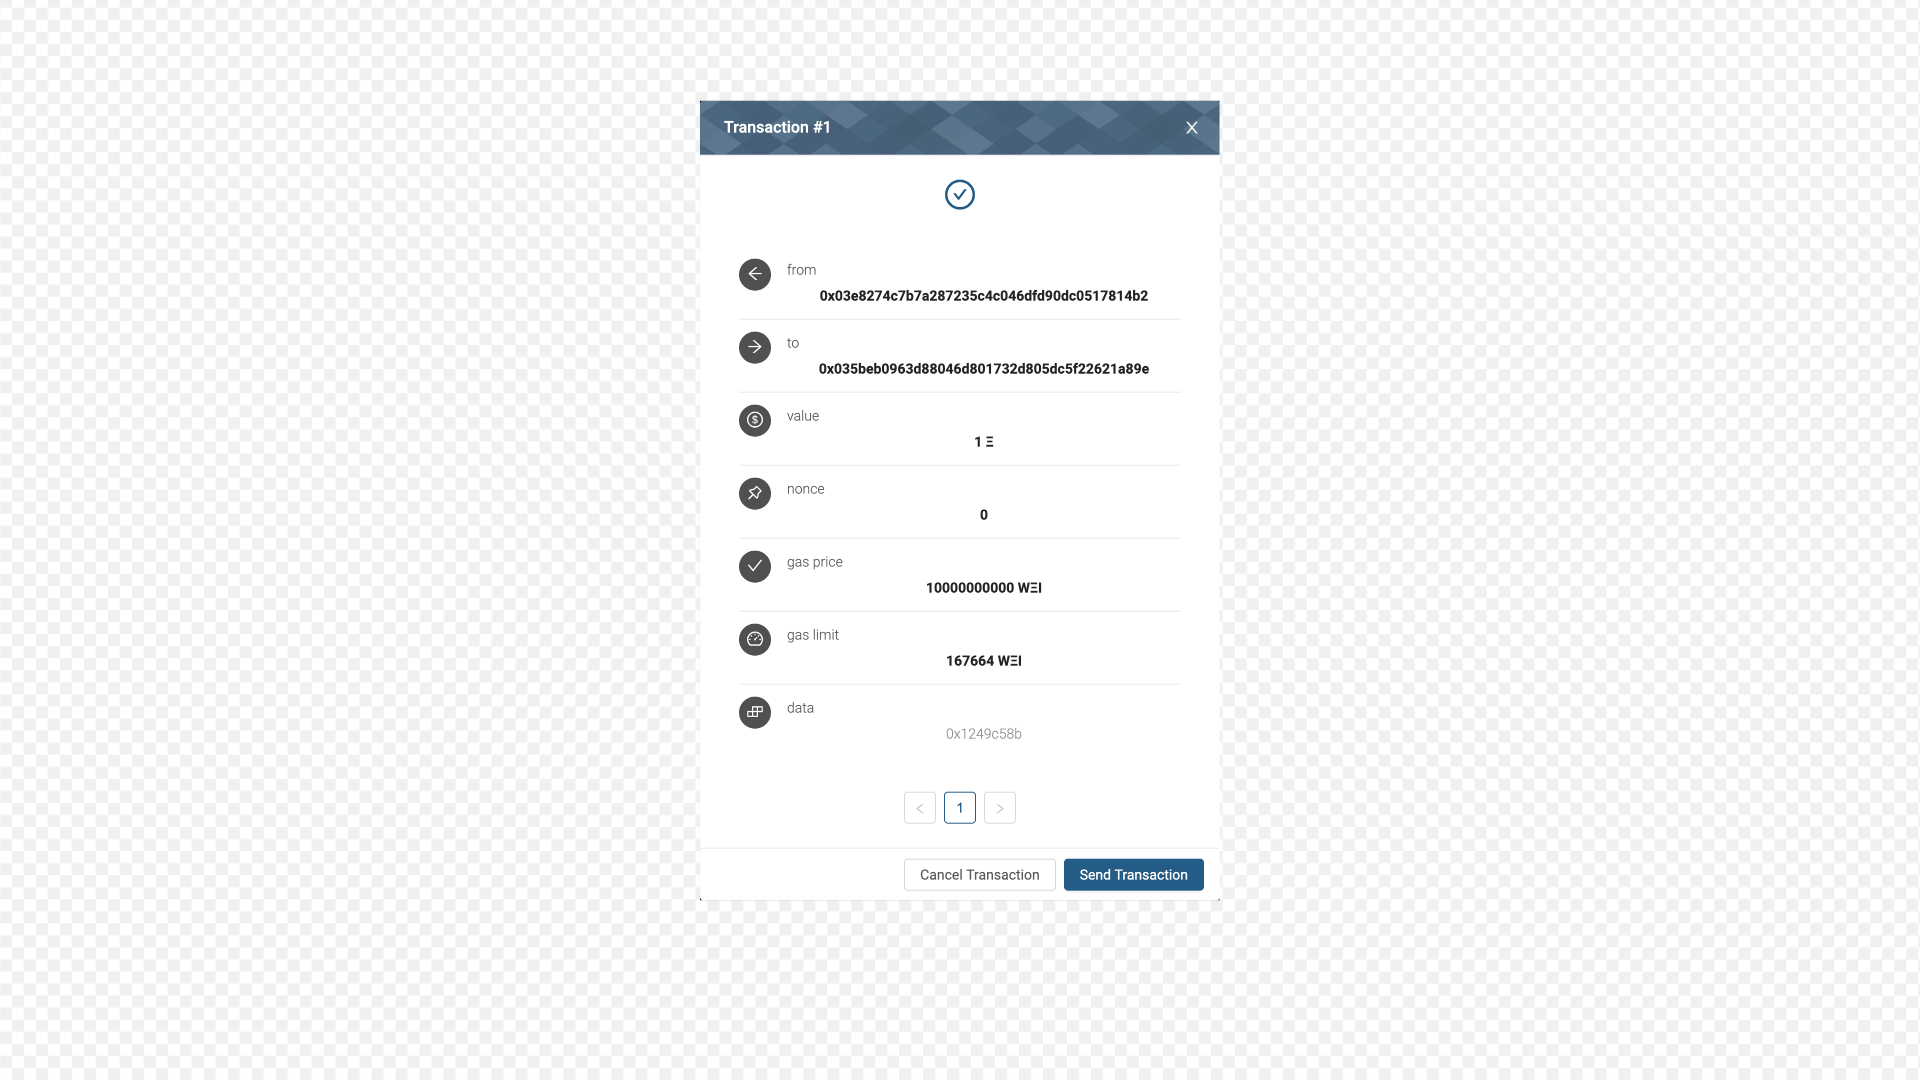 Transaction #1
from
0x03e8274c7b7a287235c4c046dfd90dc0517814b2
to
0x035beb0963d88046d801732d805dc5f22621a89e
value
1 Ξ
nonce
0
gas price
10000000000 WΞI
gas limit
167664 WΞI
data
0x1249c58b
1
Cancel Transaction
Send Transaction